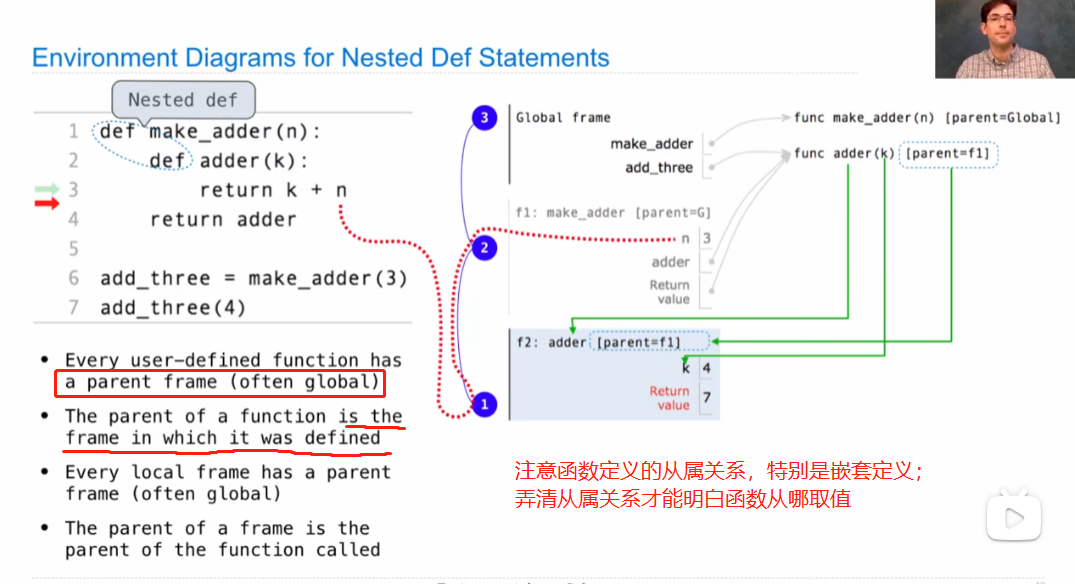 Environment Diagrams for Nested Def Statements
Nested def
1 def make_adder(n):
2 def adder(k):
3 return k + n
4 return adder
5
6 add_three = make_adder(3)
7 add_three(4)
• Every user-defined function has
a parent frame (often global)
• The parent of a function is the
frame in which it was defined
• Every local frame has a parent
frame (often global)
• The parent of a frame is the
parent of the function called
3 Global frame
make_adder
add_three
func make_adder(n) [parent=Global]
func adder(k) [parent=f1]
f1: make_adder [parent=G]
2
n 3
adder
Return
value
f2: adder [parent=f1]
k 4
1
Return
value 7
注意函数定义的从属关系，特别是嵌套定义；
弄清从属关系才能明白函数从哪取值